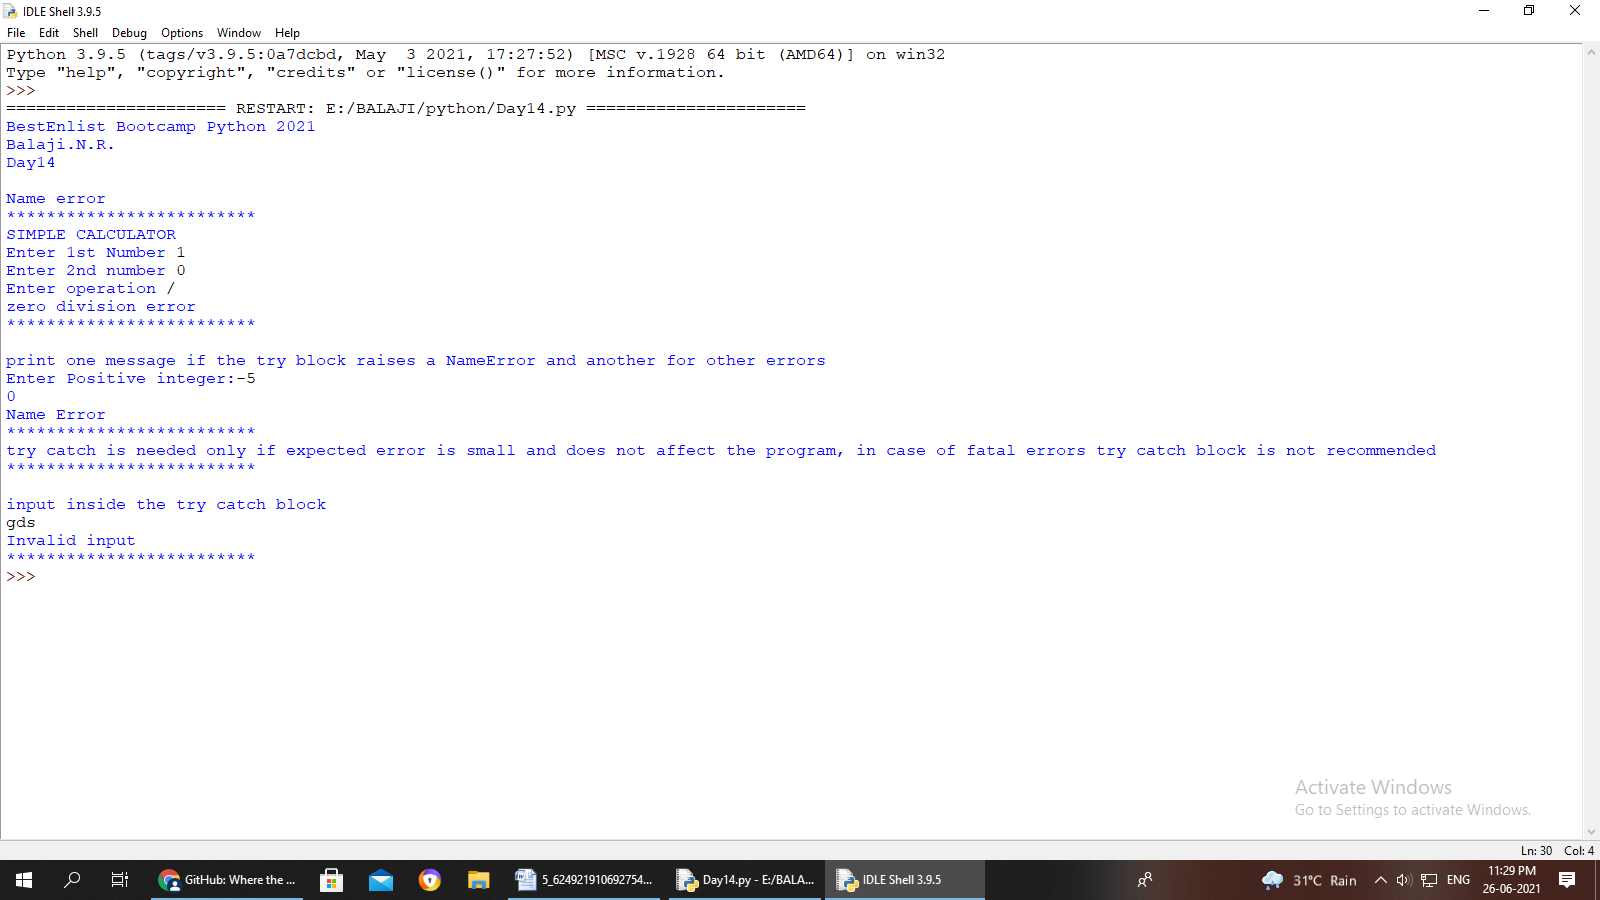 IDLE Shell 3.9.5
File Edit Shell Debug Options Window Help
Python 3.9.5 (tags/v3.9.5:0a7dcbd, May  3 2021, 17:27:52) [MSC v.1928 64 bit (AMD64)] on win32
Type "help", "copyright", "credits" or "license()" for more information.
>>>
====================== RESTART: E:/BALAJI/python/Day14.py ======================
BestEnlist Bootcamp Python 2021
Balaji.N.R.
Day14
Name error
*************************
SIMPLE CALCULATOR
Enter 1st Number 1
Enter 2nd number 0
Enter operation /
zero division error
*************************
print one message if the try block raises a NameError and another for other errors
Enter Positive integer:-5
0
Name Error
*************************
try catch is needed only if expected error is small and does not affect the program, in case of fatal errors try catch block is not recommended
*************************
input inside the try catch block
gds
Invalid input
*************************
>>>
Activate Windows
Go to Settings to activate Windows.
Ln: 30 Col: 4
GitHub: Where the ... 5_624921910692754... Day14.py - E:/BALA... IDLE Shell 3.9.5 31°C Rain ENG 11:29 PM
26-06-2021